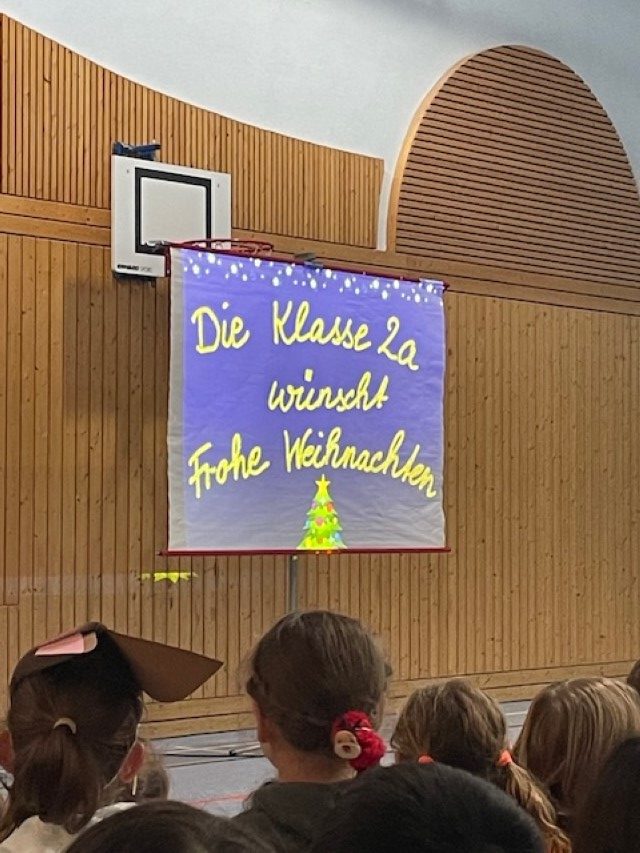 Die Klasse 2a
wünscht
Frohe Weihnachten